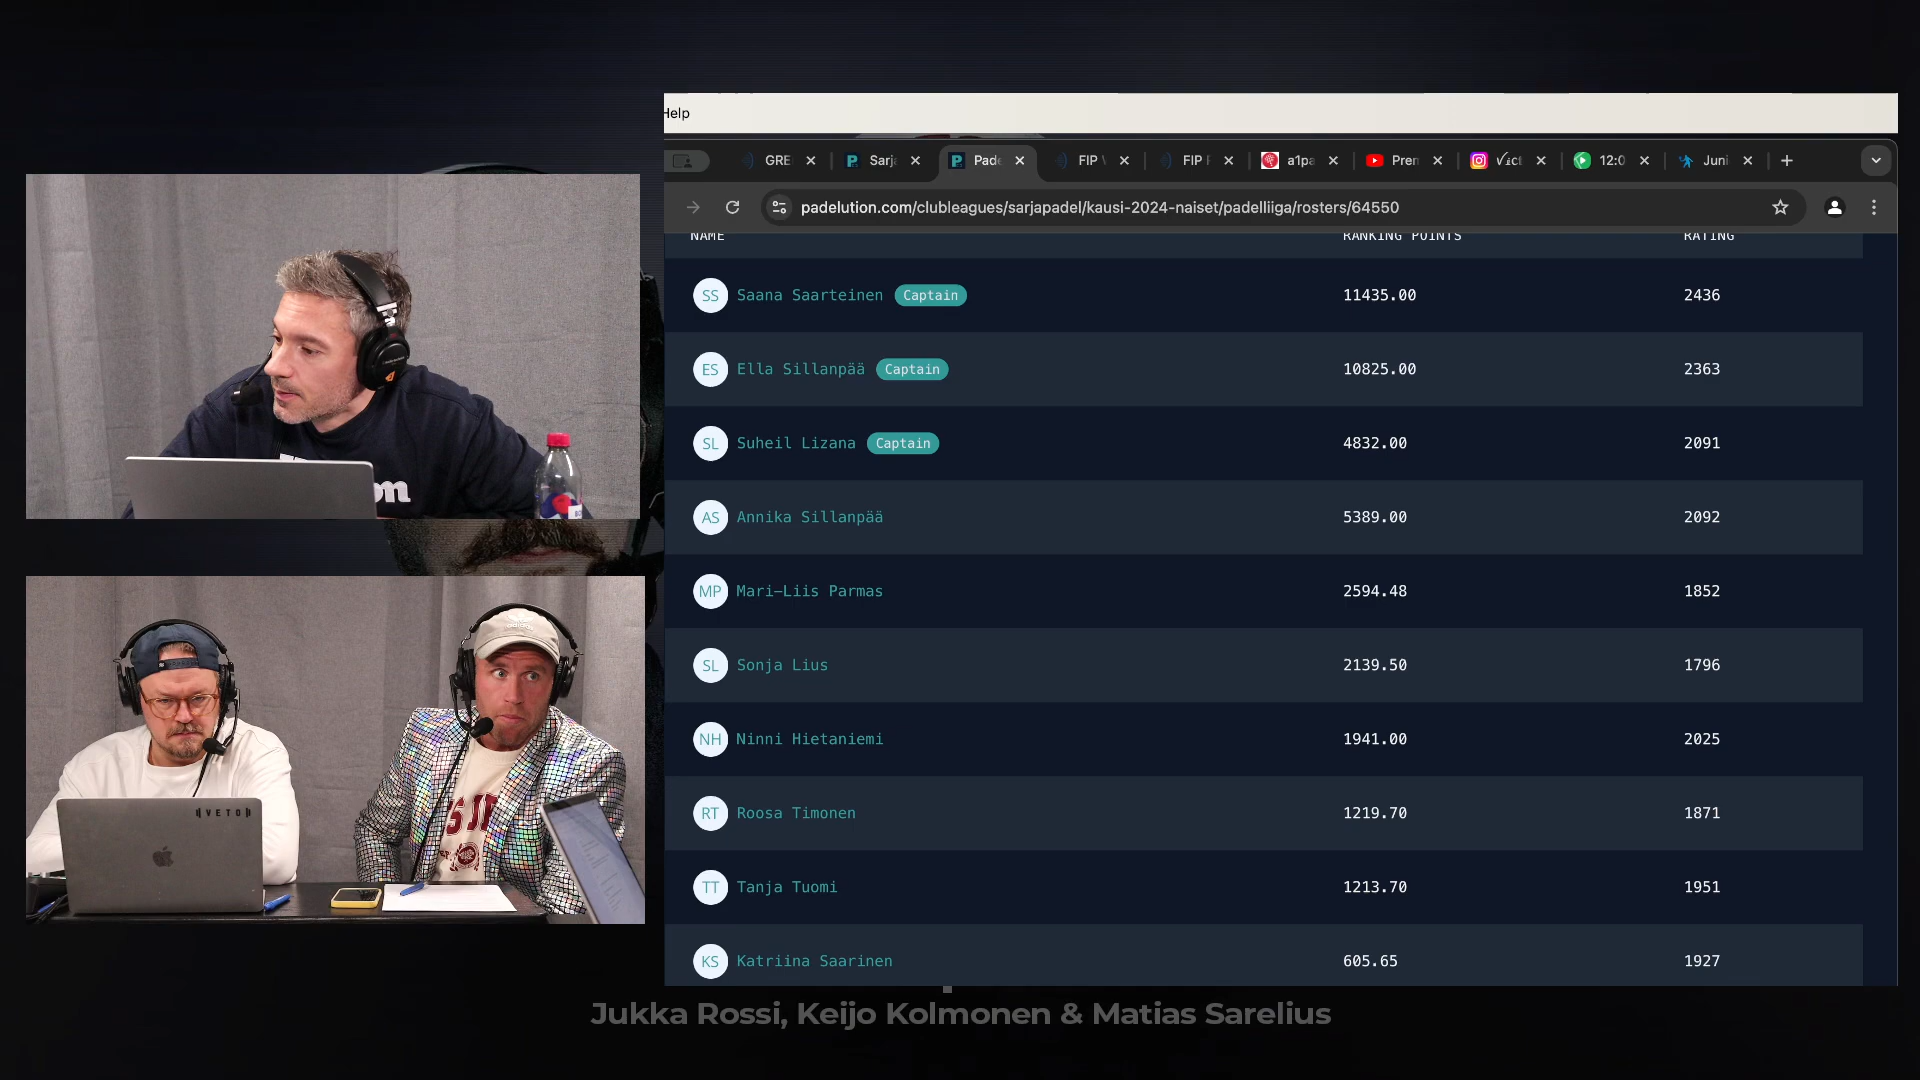 Help
GRE
Sarj
Pade
FIP
FIP
a1pa
Pren
12:0
Juni
padelution.com/clubleagues/sarjapadel/kausi-2024-naiset/padelliiga/rosters/64550
NAME RANKING POINTS RATING
SS Saana Saarteinen Captain 11435.00 2436
ES Ella Sillanpää Captain 10825.00 2363
SL Suheil Lizana Captain 4832.00 2091
AS Annika Sillanpää 5389.00 2092
MP Mari-Liis Parmas 2594.48 1852
SL Sonja Lius 2139.50 1796
NH Ninni Hietaniemi 1941.00 2025
RT Roosa Timonen 1219.70 1871
TT Tanja Tuomi 1213.70 1951
KS Katriina Saarinen 605.65 1927
VETO
adidas
Jukka Rossi, Keijo Kolmonen & Matias Sarelius